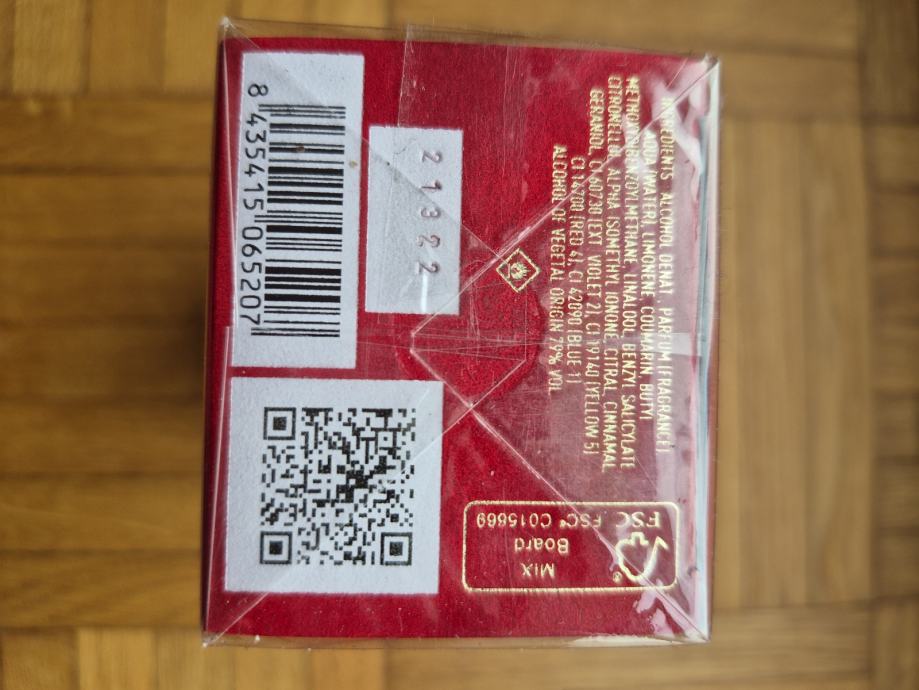 INGREDIENTS: ALCOHOL DENAT, PARFUM (FRAGRANCE)
AQUA (WATER), LIMONENE, COUMARIN, BUTYL
METHOXYDIBENZOYLMETHANE, LINALOOL, BENZYL SALICYLATE
CITRONELLOL, ALPHA ISOMETHYL IONONE, CITRAL, CINNAMAL
GERANIOL, CI 60730 (EXT. VIOLET 2), CI 19140 (YELLOW 5)
CI 14700 (RED 4), CI 42090 (BLUE 1)
ALCOHOL OF VEGETAL ORIGIN 79% VOL
21322
8 435415 065207
MIX
Board
FSC FSC® C015669